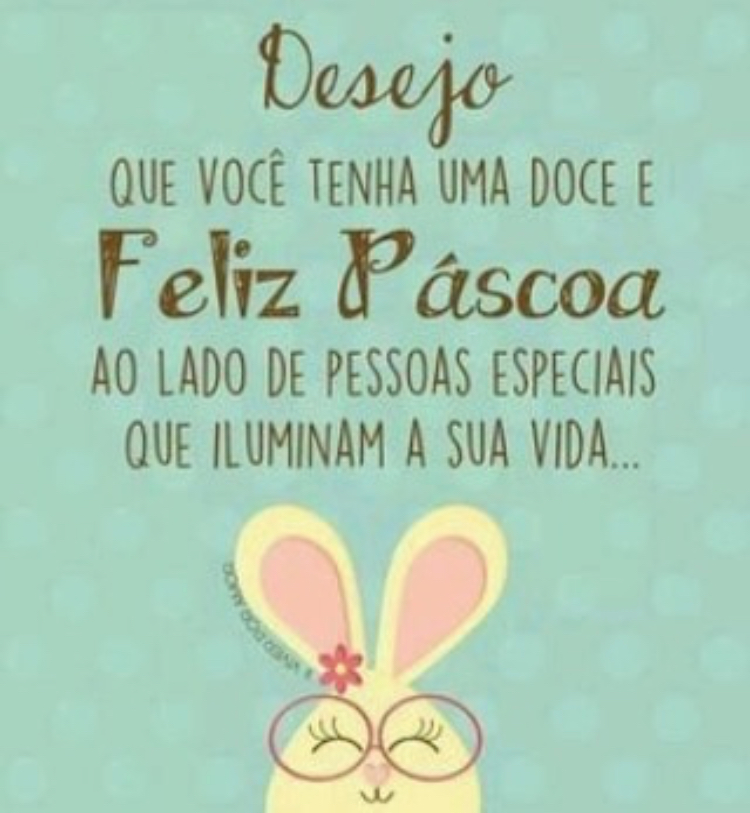 Desejo
QUE VOCÊ TENHA UMA DOCE E
Feliz Páscoa
AO LADO DE PESSOAS ESPECIAIS
QUE ILUMINAM A SUA VIDA...